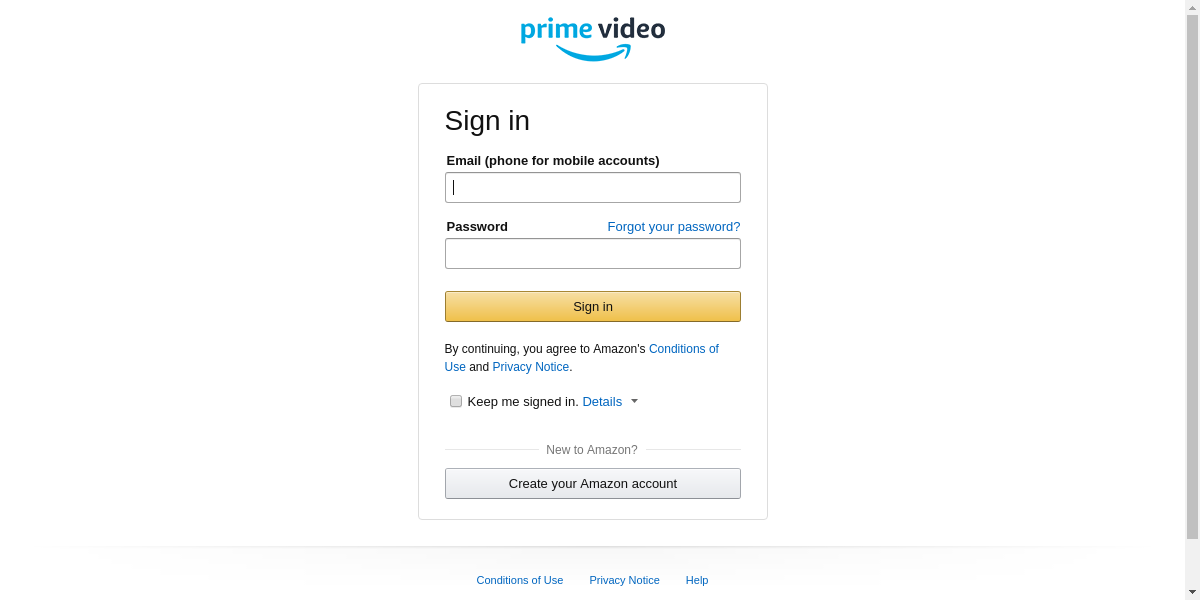 prime video
Sign in
Email (phone for mobile accounts)
Password Forgot your password?
Sign in
By continuing, you agree to Amazon's Conditions of
Use and Privacy Notice.
Keep me signed in. Details
New to Amazon?
Create your Amazon account
Conditions of Use Privacy Notice Help